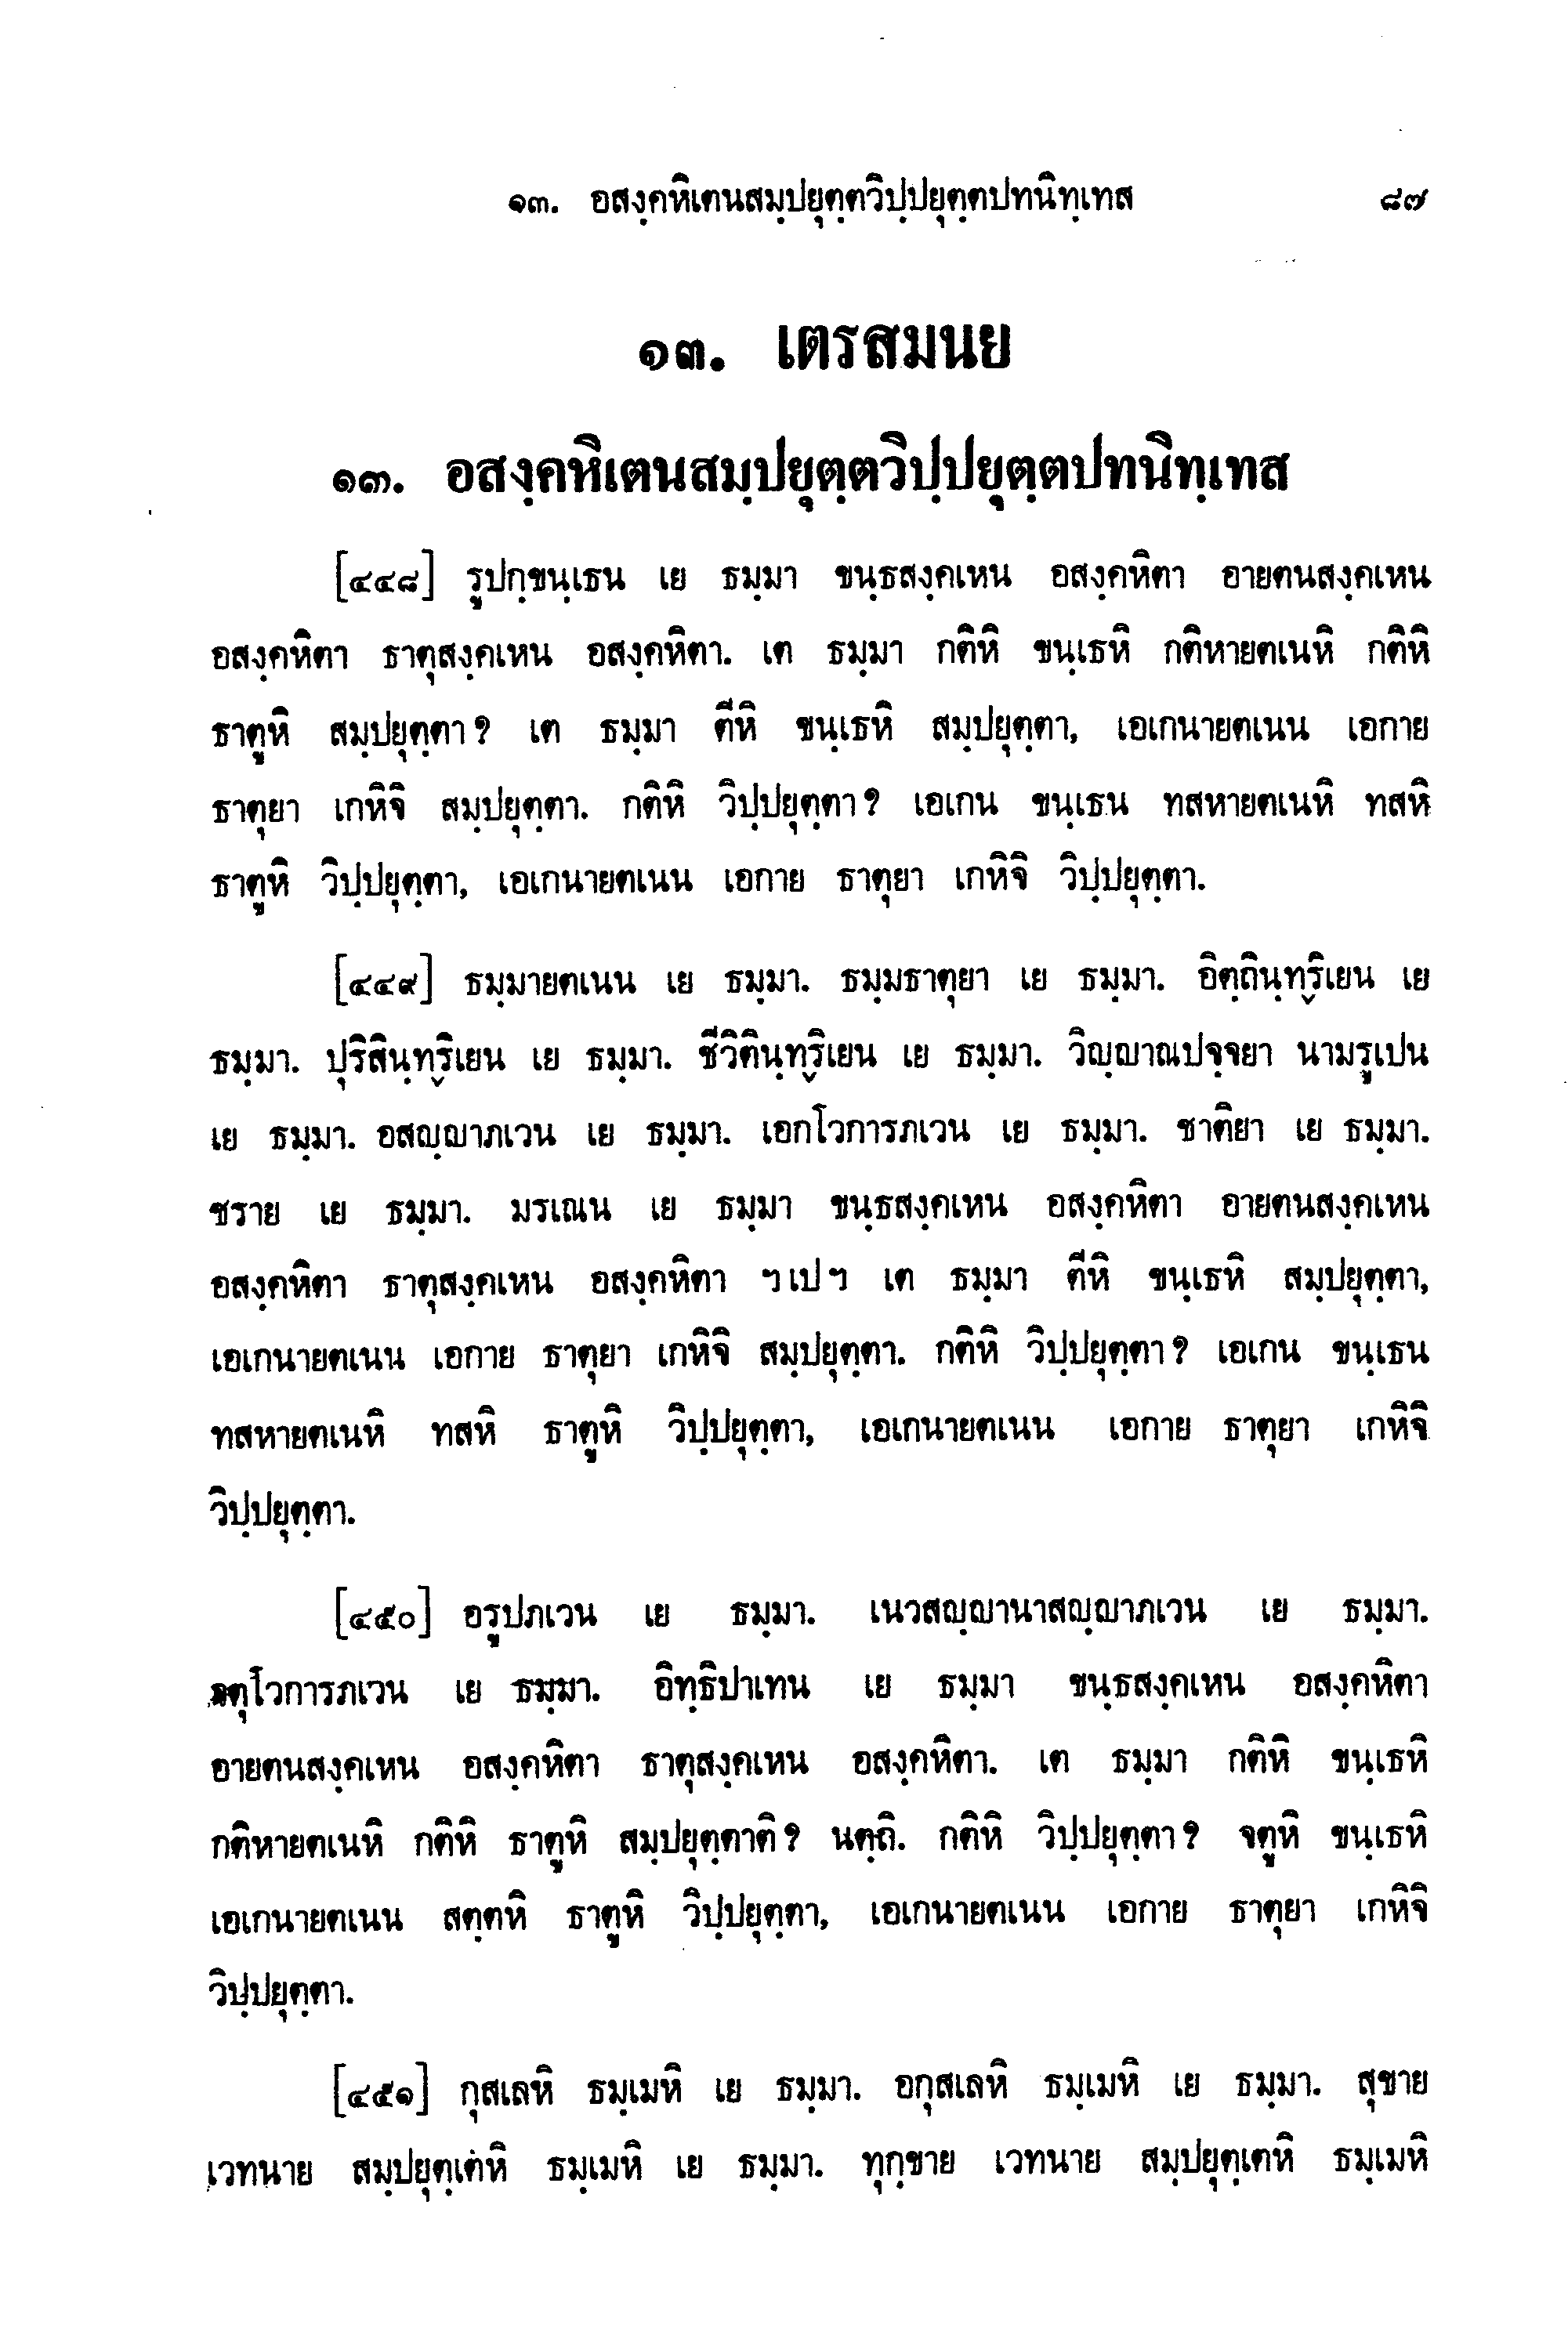 ๑๓. อสงฺคหิเตนสมฺปยุตฺตวิปฺปยุตฺตปทนิทฺเทส ๘๗
๑๓. เตรสมนย
๑๓. อสงฺคหิเตนสมฺปยุตฺตวิปฺปยุตฺตปทนิทฺเทส
[๔๔๘] รูปกฺขนฺเธน เย ธมฺมา ขนฺธสงฺคเหน อสงฺคหิตา อายตนสงฺคเหน
อสงฺคหิตา ธาตุสงฺคเหน อสงฺคหิตา. เต ธมฺมา กติหิ ขนฺเธหิ กติหายตเนหิ กติหิ
ธาตูหิ สมฺปยุตฺตา? เต ธมฺมา ตีหิ ขนฺเธหิ สมฺปยุตฺตา, เอเกนายตเนน เอกาย
ธาตุยา เกหิจิ สมฺปยุตฺตา. กติหิ วิปฺปยุตฺตา? เอเกน ขนฺเธน ทสหายตเนหิ ทสหิ
ธาตูหิ วิปฺปยุตฺตา, เอเกนายตเนน เอกาย ธาตุยา เกหิจิ วิปฺปยุตฺตา.
[๔๔๙] ธมฺมายตเนน เย ธมฺมา. ธมฺมธาตุยา เย ธมฺมา. อิตฺถินฺทฺริเยน เย
ธมฺมา. ปุริสินฺทฺริเยน เย ธมฺมา. ชีวิตินฺทฺริเยน เย ธมฺมา. วิญฺญาณปจฺจยา นามรูเปน
เย ธมฺมา. อสญฺญาภเวน เย ธมฺมา. เอกโวการภเวน เย ธมฺมา. ชาติยา เย ธมฺมา.
ชราย เย ธมฺมา. มรเณน เย ธมฺมา ขนฺธสงฺคเหน อสงฺคหิตา อายตนสงฺคเหน
อสงฺคหิตา ธาตุสงฺคเหน อสงฺคหิตา ฯเปฯ เต ธมฺมา ตีหิ ขนฺเธหิ สมฺปยุตฺตา,
เอเกนายตเนน เอกาย ธาตุยา เกหิจิ สมฺปยุตฺตา. กติหิ วิปฺปยุตฺตา? เอเกน ขนฺเธน
ทสหายตเนหิ ทสหิ ธาตูหิ วิปฺปยุตฺตา, เอเกนายตเนน เอกาย ธาตุยา เกหิจิ
วิปฺปยุตฺตา.
[๔๕๐] อรูปภเวน เย ธมฺมา. เนวสญฺญานาสญฺญาภเวน เย ธมฺมา.
จตุโวการภเวน เย ธมฺมา. อิทฺธิปาเทน เย ธมฺมา ขนฺธสงฺคเหน อสงฺคหิตา
อายตนสงฺคเหน อสงฺคหิตา ธาตุสงฺคเหน อสงฺคหิตา. เต ธมฺมา กติหิ ขนฺเธหิ
กติหายตเนหิ กติหิ ธาตูหิ สมฺปยุตฺตาติ? นตฺถิ. กติหิ วิปฺปยุตฺตา? จตูหิ ขนฺเธหิ
เอเกนายตเนน สตฺตหิ ธาตูหิ วิปฺปยุตฺตา, เอเกนายตเนน เอกาย ธาตุยา เกหิจิ
วิปฺปยุตฺตา.
[๔๕๑] กุสเลหิ ธมฺเมหิ เย ธมฺมา. อกุสเลหิ ธมฺเมหิ เย ธมฺมา. สุขาย
เวทนาย สมฺปยุตฺเตหิ ธมฺเมหิ เย ธมฺมา. ทุกฺขาย เวทนาย สมฺปยุตฺเตหิ ธมฺเมหิ